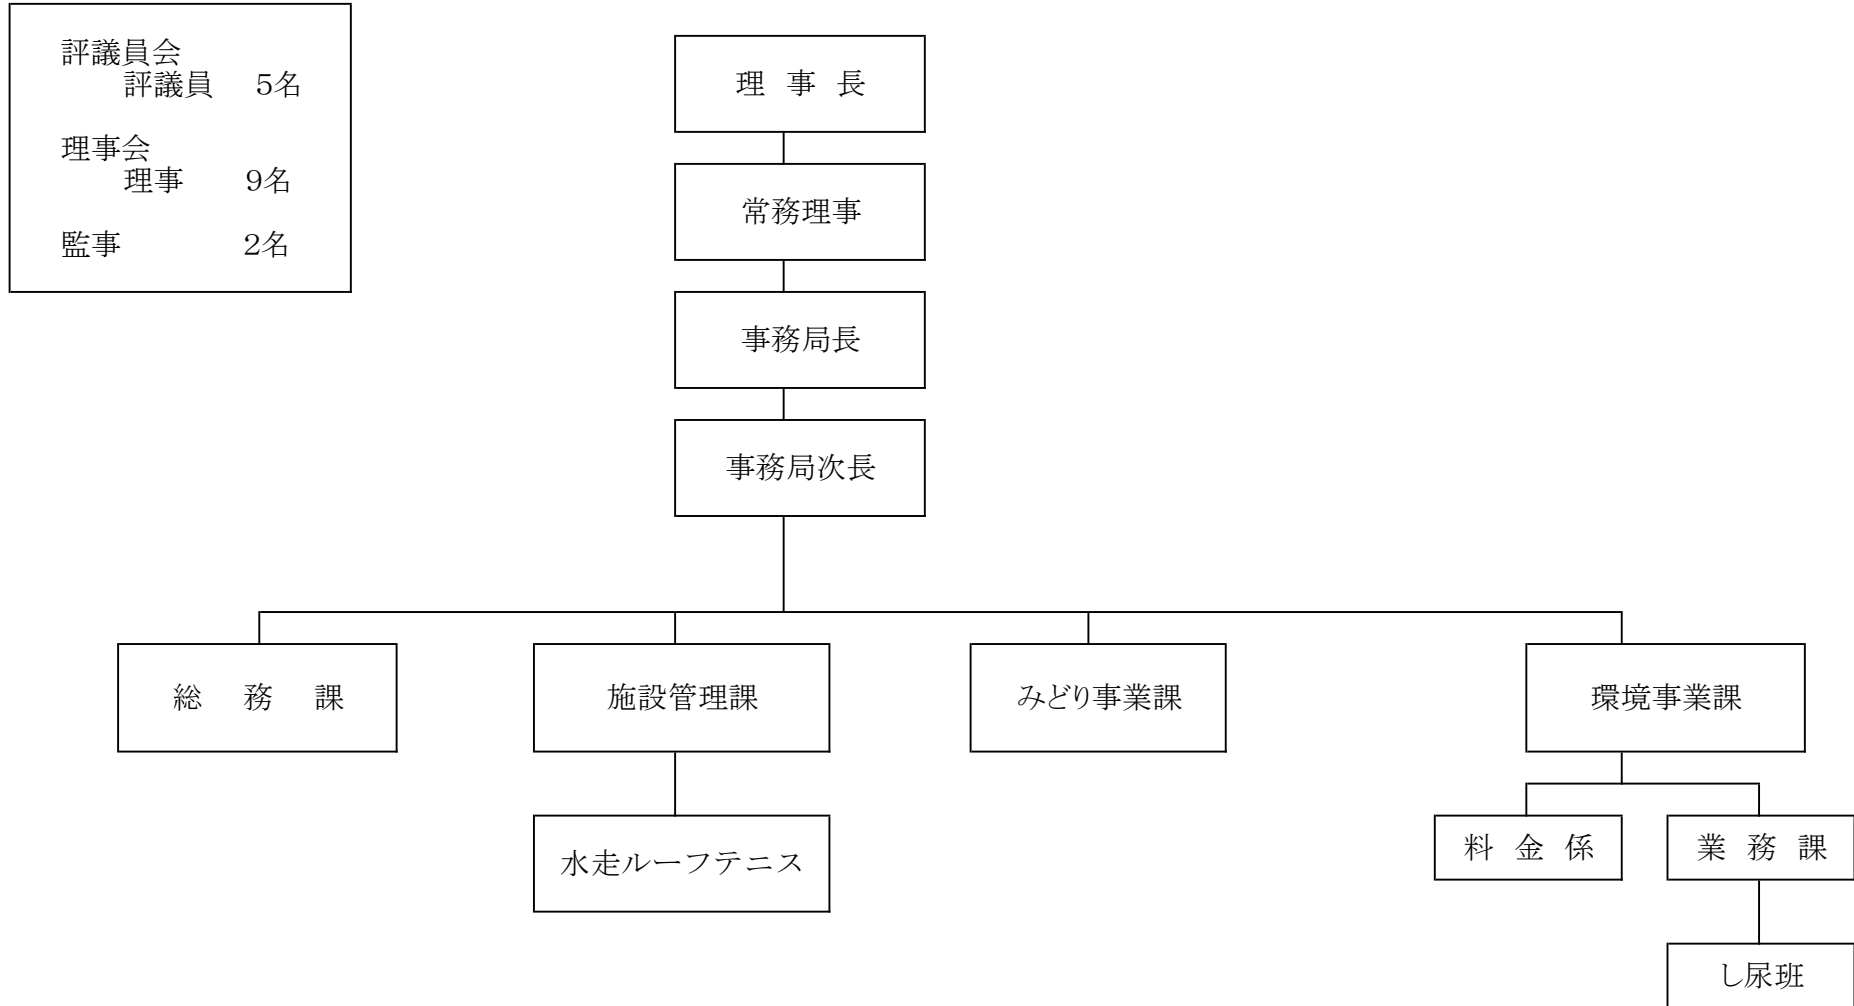 評議員会
評議員 5名
理事会
理事 9名
監事 2名
理 事 長
常務理事
事務局長
事務局次長
総 務 課
施設管理課
みどり事業課
環境事業課
水走ルーフテニス
料 金 係
業 務 課
し尿班